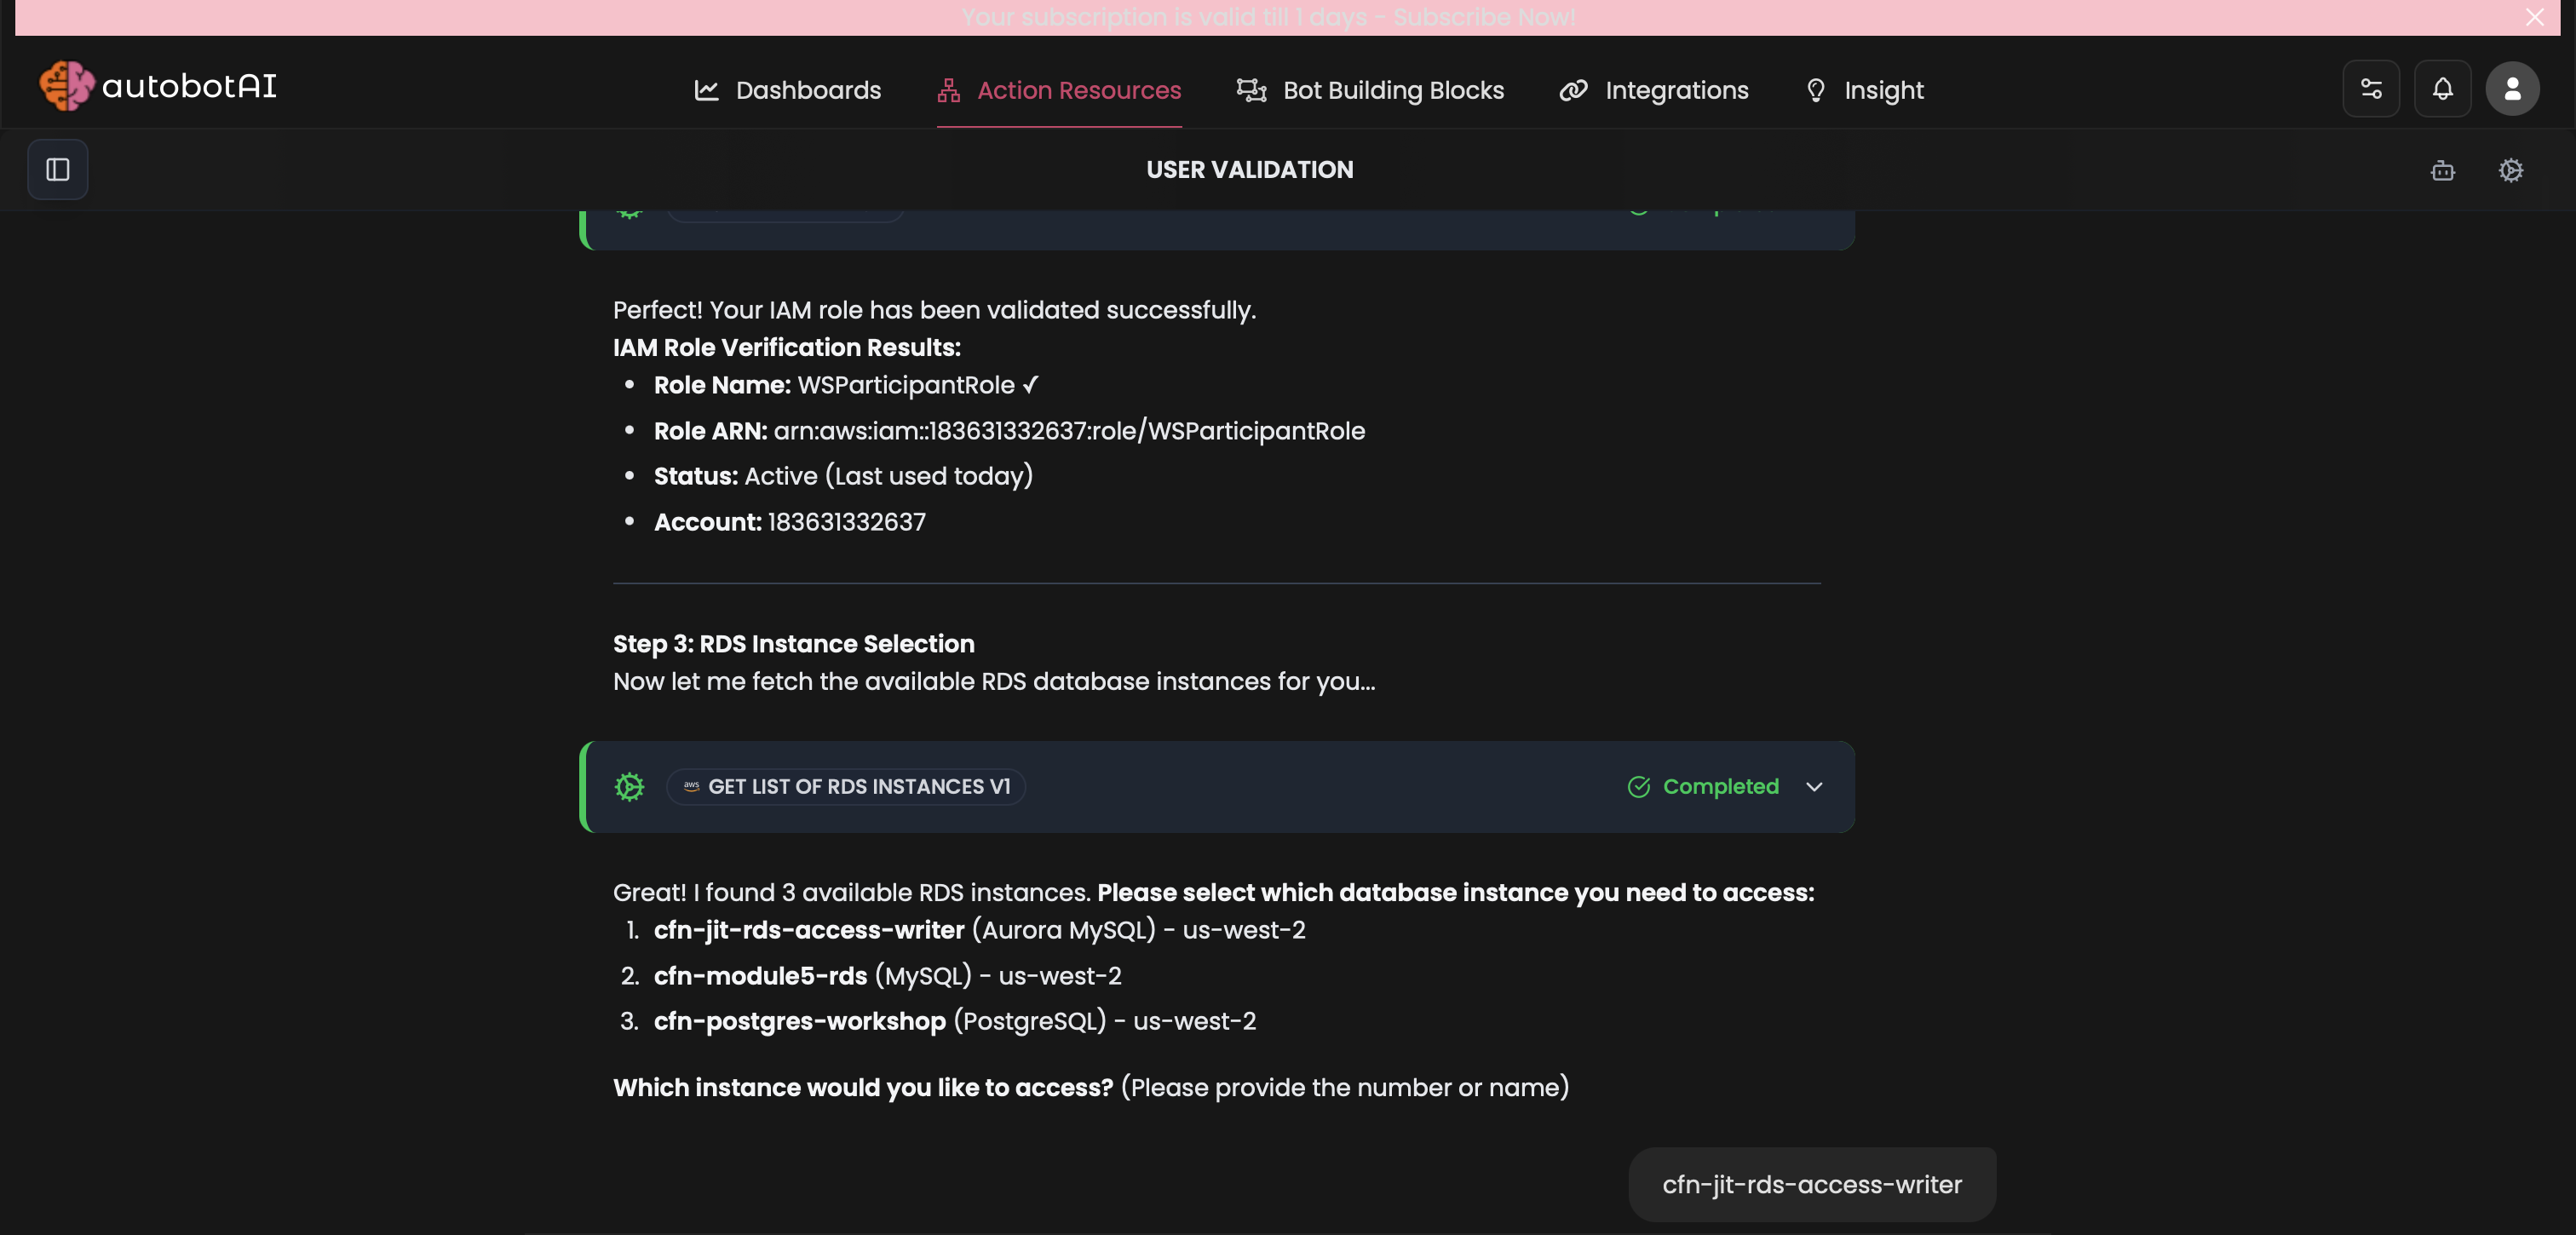 Your subscription is valid till 1 days - Subscribe Now!
autobotAI
Dashboards
Action Resources
Bot Building Blocks
Integrations
Insight
USER VALIDATION
Perfect! Your IAM role has been validated successfully.
IAM Role Verification Results:
• Role Name: WSParticipantRole ✓
• Role ARN: arn:aws:iam::183631332637:role/WSParticipantRole
• Status: Active (Last used today)
• Account: 183631332637
Step 3: RDS Instance Selection
Now let me fetch the available RDS database instances for you...
aws GET LIST OF RDS INSTANCES V1
Completed
Great! I found 3 available RDS instances. Please select which database instance you need to access:
1. cfn-jit-rds-access-writer (Aurora MySQL) - us-west-2
2. cfn-module5-rds (MySQL) - us-west-2
3. cfn-postgres-workshop (PostgreSQL) - us-west-2
Which instance would you like to access? (Please provide the number or name)
cfn-jit-rds-access-writer